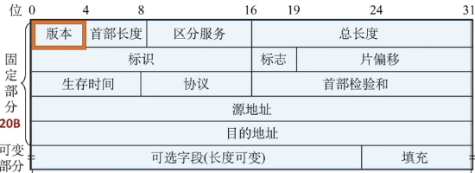 位 0 4 8 16 19 24 31
版本 首部长度 区分服务 总长度
标识 标志 片偏移
生存时间 协议 首部检验和
源地址
目的地址
可选字段(长度可变) 填充
固定部分
20B
可变部分